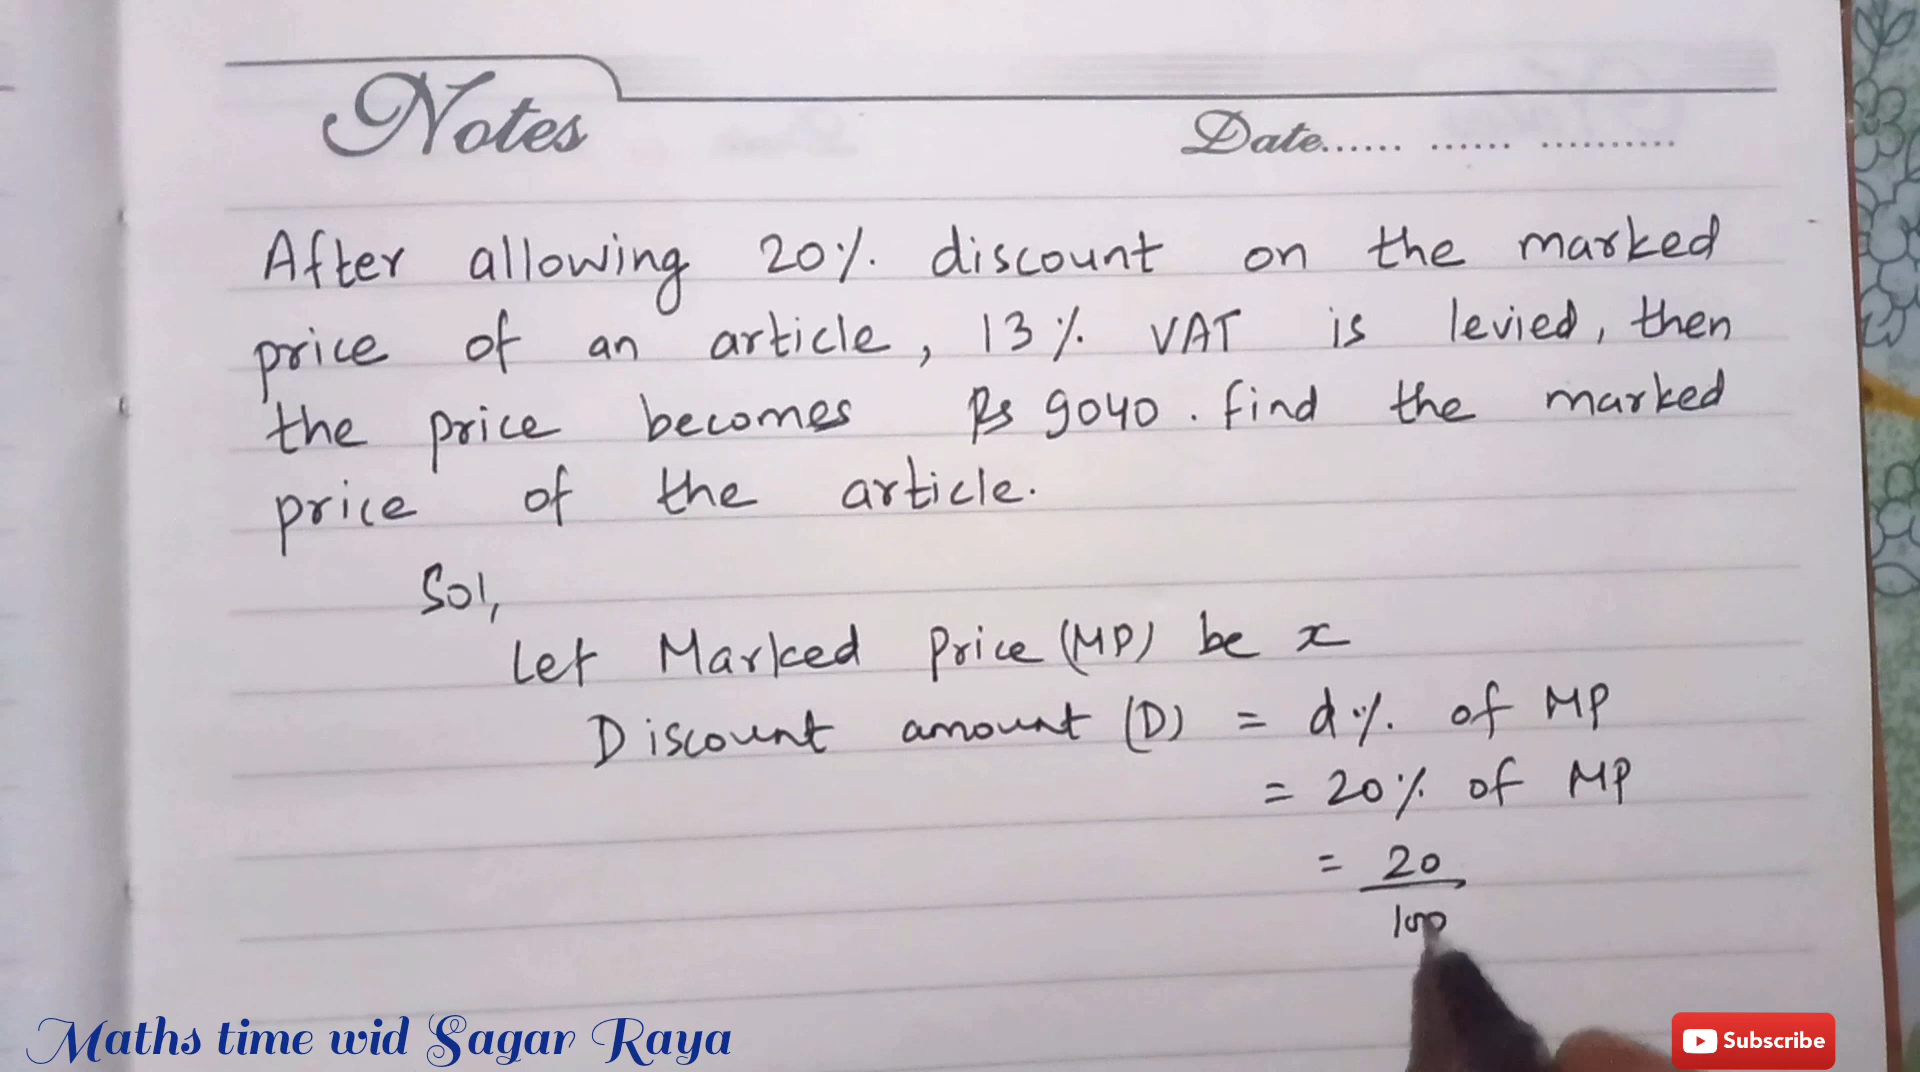 Notes
Date...... ...... ..........
After allowing 20% discount on the marked
price of an article, 13% VAT is levied, then
the price becomes Rs 9040. find the marked
price of the article.
Sol,
Let Marked Price (MP) be x
Discount amount (D) = d% of MP
= 20% of MP
= 20
100
Maths time wid Sagar Raya
Subscribe